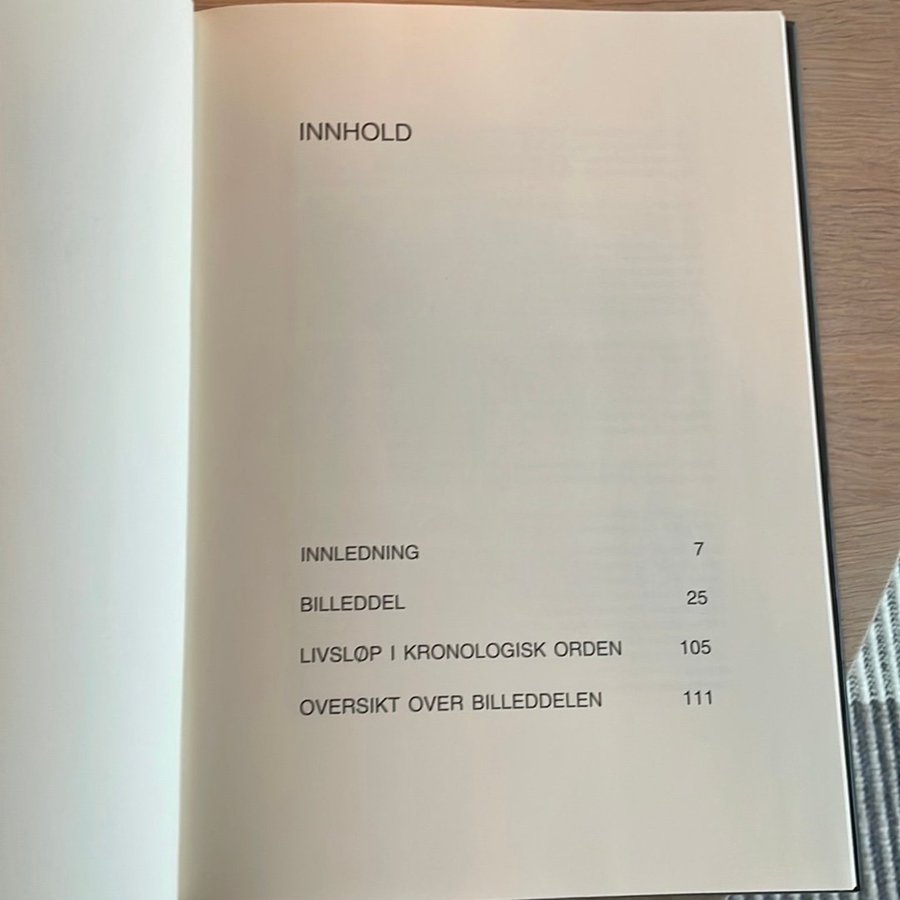 INNHOLD
INNLEDNING 7
BILLEDDEL 25
LIVSLØP I KRONOLOGISK ORDEN 105
OVERSIKT OVER BILLEDDELEN 111